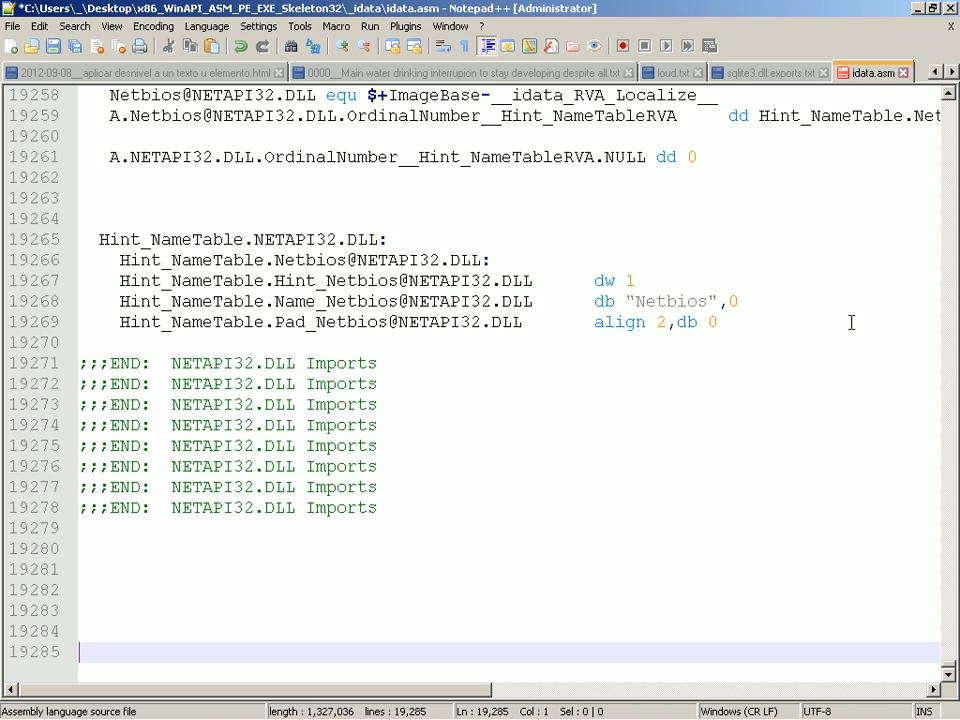 *C:\Users\_\Desktop\x86_WinAPI_ASM_PE_EXE_Skeleton32\_idata\idata.asm - Notepad++ [Administrator]
File Edit Search View Encoding Language Settings Tools Macro Run Plugins Window ? X
2012-09-08__aplicar desnivel a un texto u elemento.html 0000__Main water drinking interrupion to stay developing despite all.txt loud.txt sqlite3.dll.exports.txt idata.asm
19258 Netbios@NETAPI32.DLL equ $+ImageBase-__idata_RVA_Localize__
19259 A.Netbios@NETAPI32.DLL.OrdinalNumber__Hint_NameTableRVA dd Hint_NameTable.Net
19260
19261 A.NETAPI32.DLL.OrdinalNumber__Hint_NameTableRVA.NULL dd 0
19262
19263
19264
19265 Hint_NameTable.NETAPI32.DLL:
19266 Hint_NameTable.Netbios@NETAPI32.DLL:
19267 Hint_NameTable.Hint_Netbios@NETAPI32.DLL dw 1
19268 Hint_NameTable.Name_Netbios@NETAPI32.DLL db "Netbios",0
19269 Hint_NameTable.Pad_Netbios@NETAPI32.DLL align 2,db 0
19270
19271 ;;;END: NETAPI32.DLL Imports
19272 ;;;END: NETAPI32.DLL Imports
19273 ;;;END: NETAPI32.DLL Imports
19274 ;;;END: NETAPI32.DLL Imports
19275 ;;;END: NETAPI32.DLL Imports
19276 ;;;END: NETAPI32.DLL Imports
19277 ;;;END: NETAPI32.DLL Imports
19278 ;;;END: NETAPI32.DLL Imports
19279
19280
19281
19282
19283
19284
19285
Assembly language source file length : 1,327,036 lines : 19,285 Ln : 19,285 Col : 1 Sel : 0 | 0 Windows (CR LF) UTF-8 INS